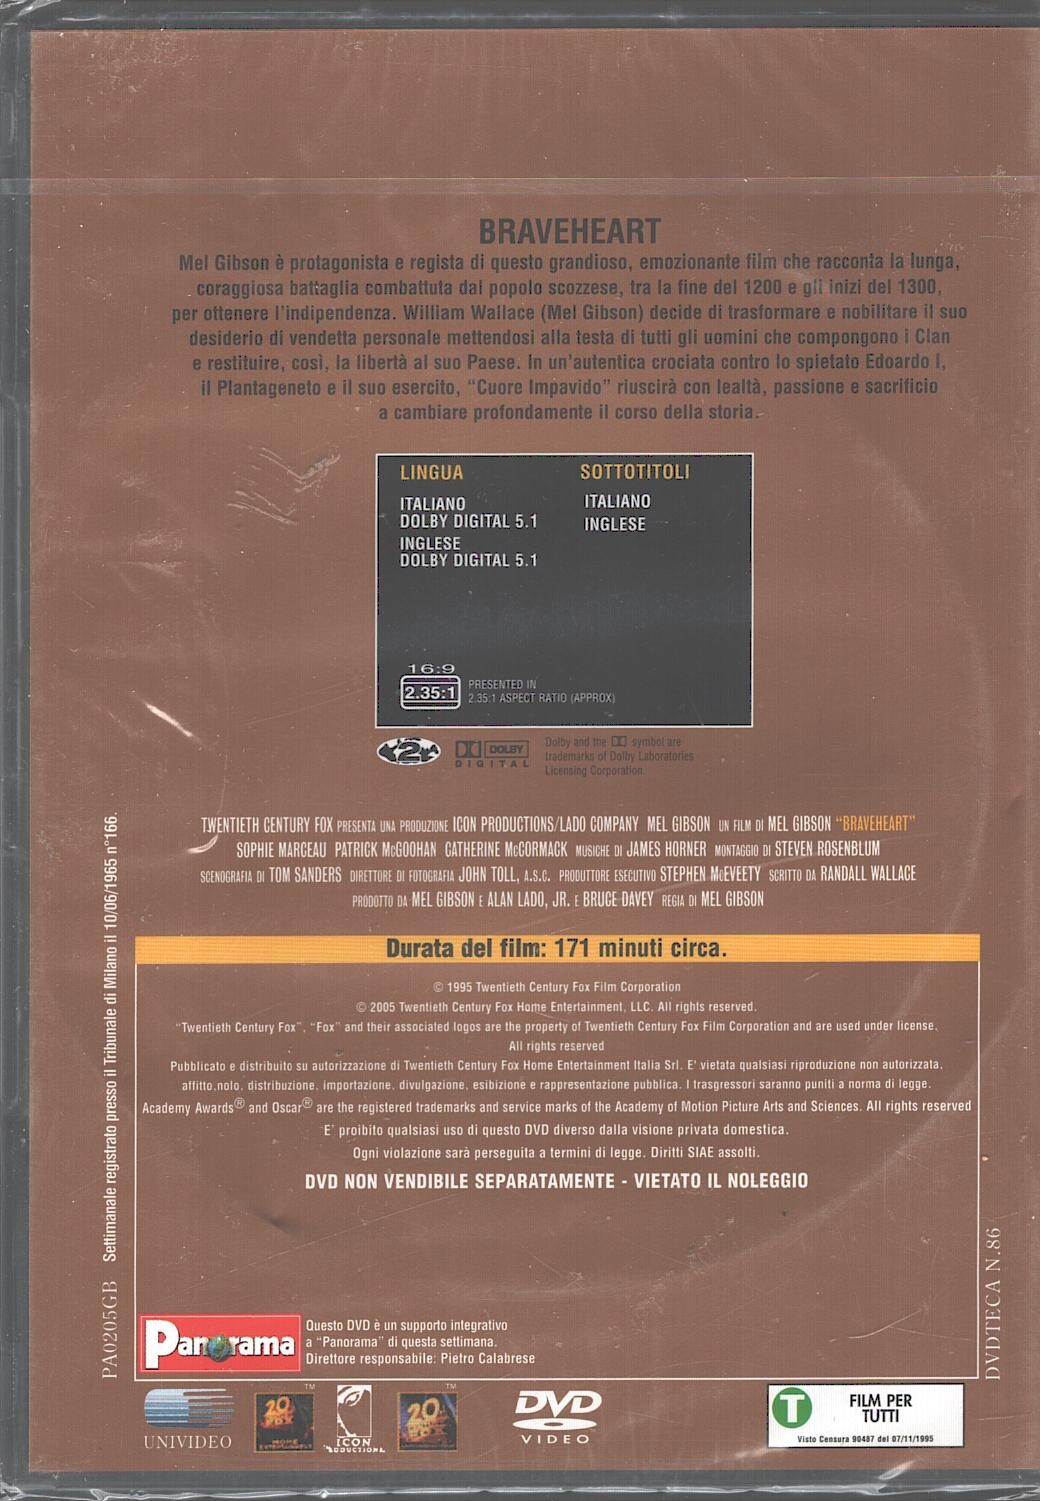 BRAVEHEART
Mel Gibson è protagonista e regista di questo grandioso, emozionante film che racconta la lunga,
coraggiosa battaglia combattuta dal popolo scozzese, tra la fine del 1200 e gli inizi del 1300,
per ottenere l'indipendenza. William Wallace (Mel Gibson) decide di trasformare e nobilitare il suo
desiderio di vendetta personale mettendosi alla testa di tutti gli uomini che compongono i Clan
e restituire, così, la libertà al suo Paese. In un'autentica crociata contro lo spietato Edoardo I,
il Plantageneto e il suo esercito, "Cuore Impavido" riuscirà con lealtà, passione e sacrificio
a cambiare profondamente il corso della storia.
LINGUA
ITALIANO
DOLBY DIGITAL 5.1
INGLESE
DOLBY DIGITAL 5.1
SOTTOTITOLI
ITALIANO
INGLESE
16:9
2.35:1
PRESENTED IN
2.35:1 ASPECT RATIO (APPROX)
2
DOLBY
DIGITAL
Dolby and the symbol are
trademarks of Dolby Laboratories
Licensing Corporation.
TWENTIETH CENTURY FOX PRESENTA UNA PRODUZIONE ICON PRODUCTIONS/LADD COMPANY MEL GIBSON UN FILM DI MEL GIBSON "BRAVEHEART"
SOPHIE MARCEAU PATRICK McGOOHAN CATHERINE McCORMACK MUSICHE DI JAMES HORNER MONTAGGIO DI STEVEN ROSENBLUM
SCENOGRAFIA DI TOM SANDERS DIRETTORE DI FOTOGRAFIA JOHN TOLL, A.S.C. PRODUTTORE ESECUTIVO STEPHEN McEVEETY SCRITTO DA RANDALL WALLACE
PRODOTTO DA MEL GIBSON E ALAN LADD, JR. E BRUCE DAVEY REGIA DI MEL GIBSON
Durata del film: 171 minuti circa.
© 1995 Twentieth Century Fox Film Corporation
© 2005 Twentieth Century Fox Home Entertainment, LLC. All rights reserved.
"Twentieth Century Fox", "Fox" and their associated logos are the property of Twentieth Century Fox Film Corporation and are used under license.
All rights reserved
Pubblicato e distribuito su autorizzazione di Twentieth Century Fox Home Entertainment Italia Srl. E' vietata qualsiasi riproduzione non autorizzata,
affitto,nolo, distribuzione, importazione, divulgazione, esibizione e rappresentazione pubblica. I trasgressori saranno puniti a norma di legge.
Academy Awards® and Oscar® are the registered trademarks and service marks of the Academy of Motion Picture Arts and Sciences. All rights reserved
E' proibito qualsiasi uso di questo DVD diverso dalla visione privata domestica.
Ogni violazione sarà perseguita a termini di legge. Diritti SIAE assolti.
DVD NON VENDIBILE SEPARATAMENTE - VIETATO IL NOLEGGIO
PA0205GB Settimanale registrato presso il Tribunale di Milano il 10/06/1965 n°166.
DVDTECA N.86
Panorama
Questo DVD è un supporto integrativo
a "Panorama" di questa settimana.
Direttore responsabile: Pietro Calabrese
UNIVIDEO
20
FOX
HOME
ENTERTAINMENT
TM
ICON
PRODUCTIONS
20
FOX
TM
DVD
VIDEO
T
FILM PER
TUTTI
Visto Censura 90487 del 07/11/1995